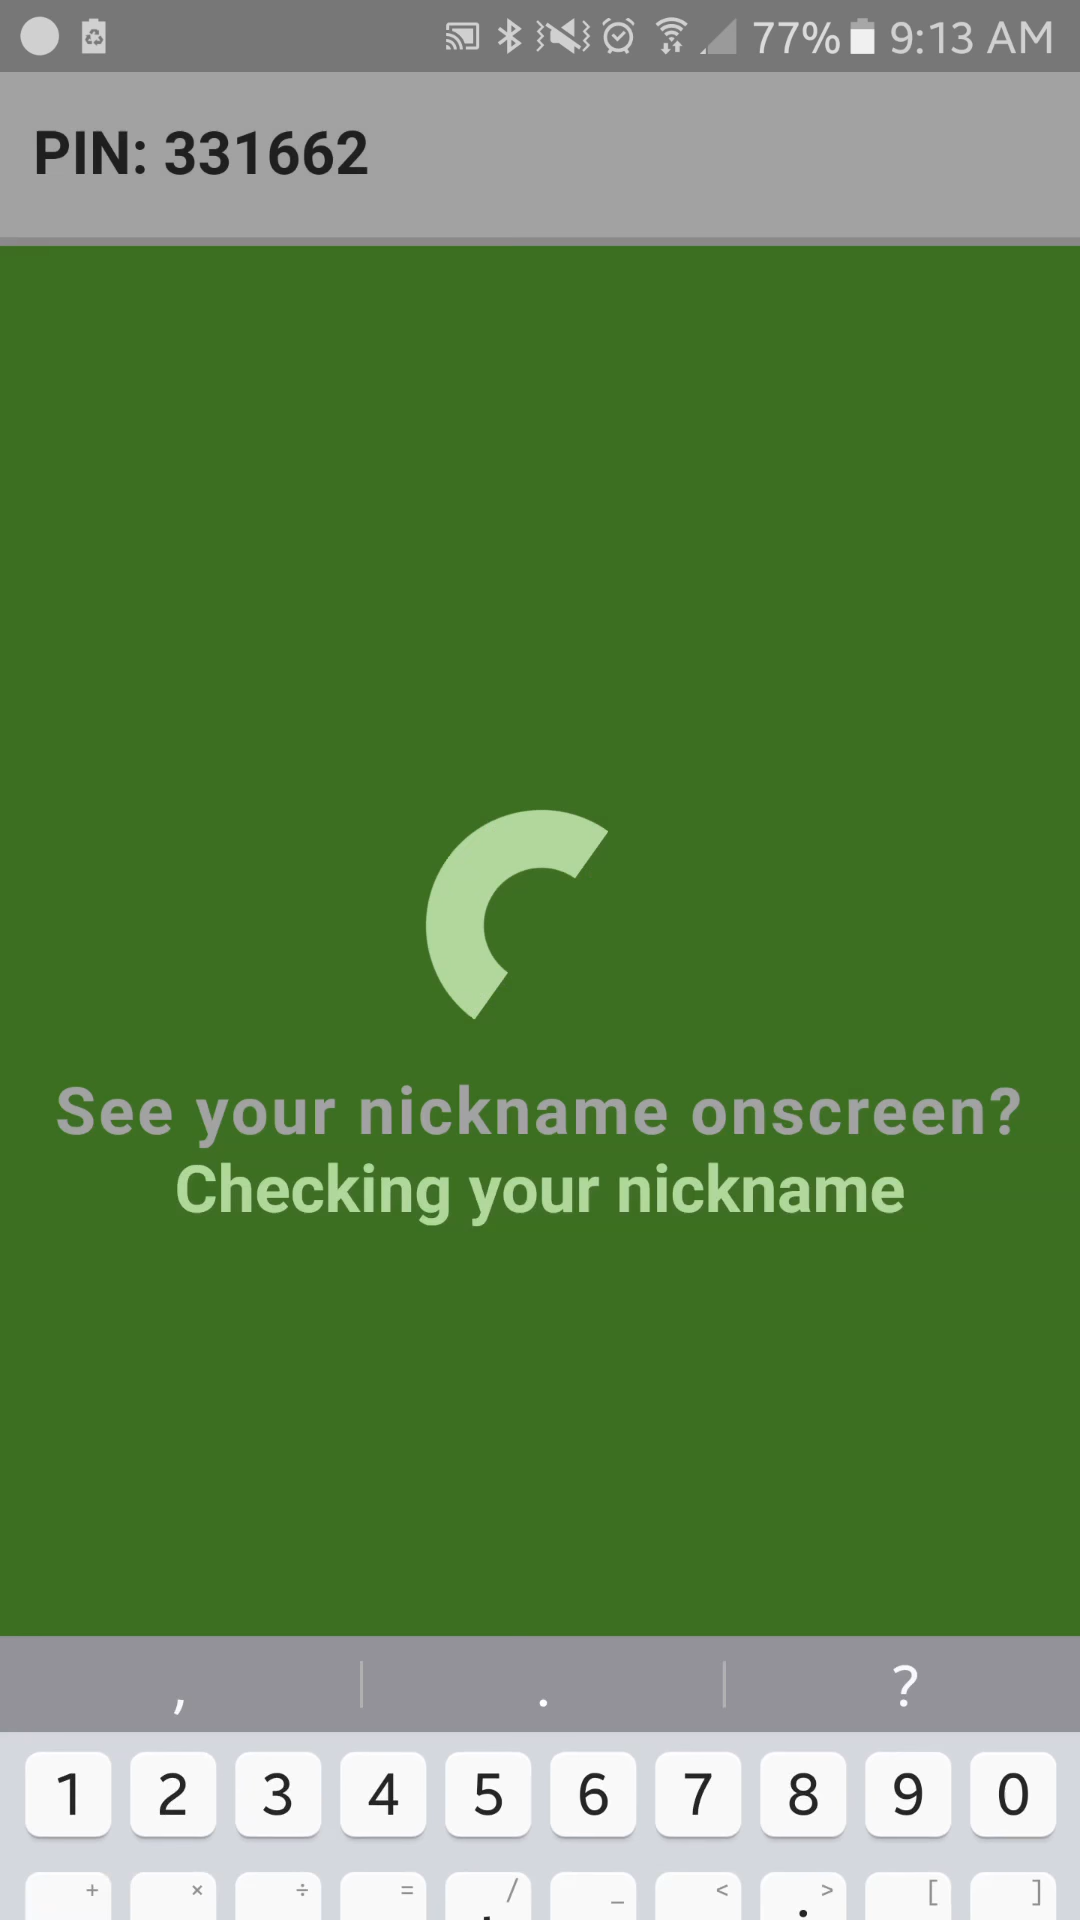 77% 9:13 AM
PIN: 331662
See your nickname onscreen?
Checking your nickname
, . ?
1 2 3 4 5 6 7 8 9 0
+ × ÷ = / _ < > [ ]